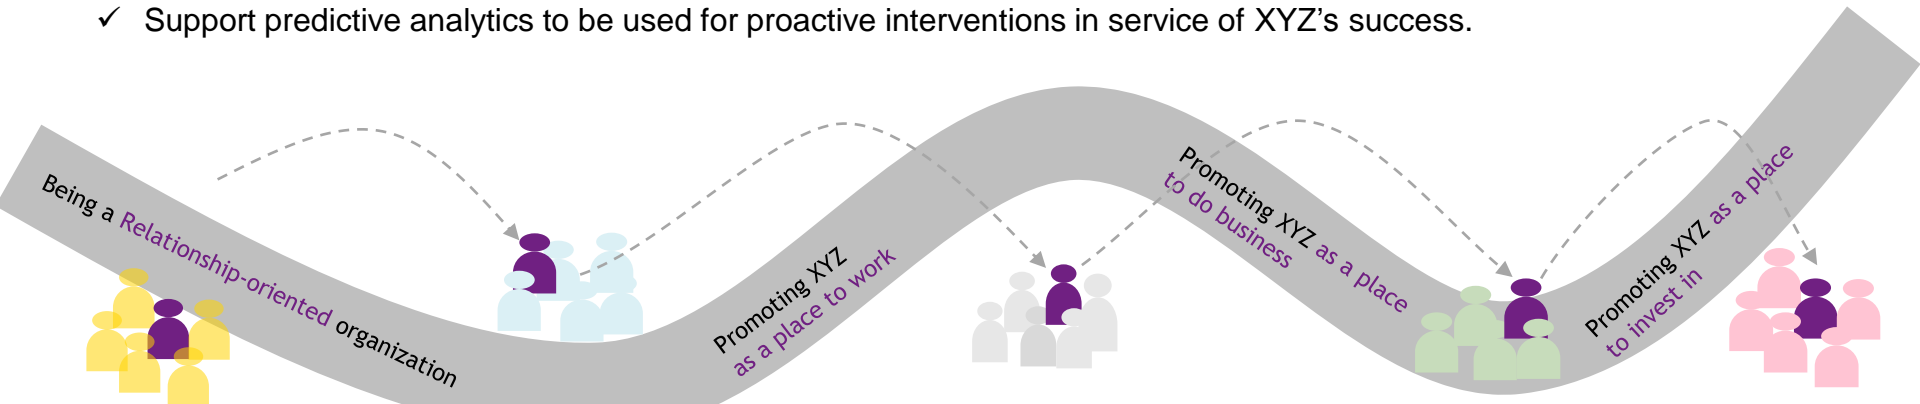 ✓ Support predictive analytics to be used for proactive interventions in service of XYZ’s success.
Being a Relationship-oriented organization
Promoting XYZ
as a place to work
Promoting XYZ as a place
to do business
Promoting XYZ as a place
to invest in